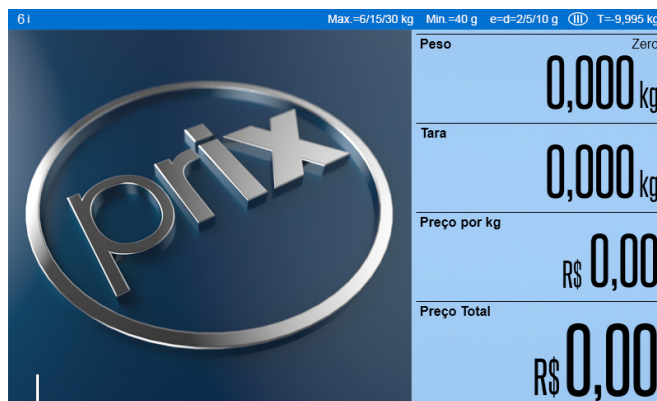 6 i Max.=6/15/30 kg Min.=40 g e=d=2/5/10 g III T=-9,995 kg
prix
Peso Zero
0,000 kg
Tara
0,000 kg
Preço por kg
R$ 0,00
Preço Total
R$ 0,00